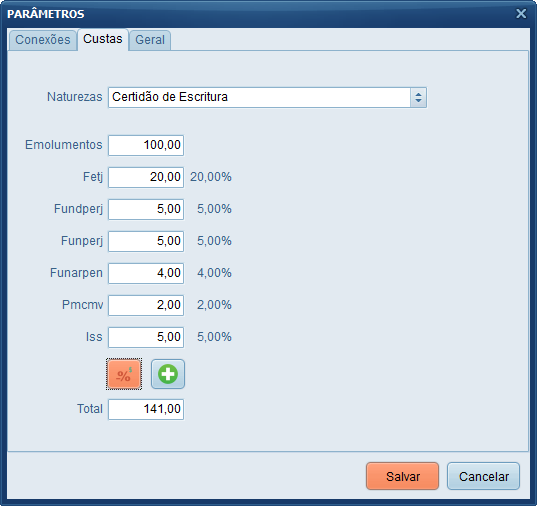 PARÂMETROS
Conexões Custas Geral
Naturezas Certidão de Escritura
Emolumentos 100,00
Fetj 20,00 20,00%
Fundperj 5,00 5,00%
Funperj 5,00 5,00%
Funarpen 4,00 4,00%
Pmcmv 2,00 2,00%
Iss 5,00 5,00%
%
Total 141,00
Salvar Cancelar